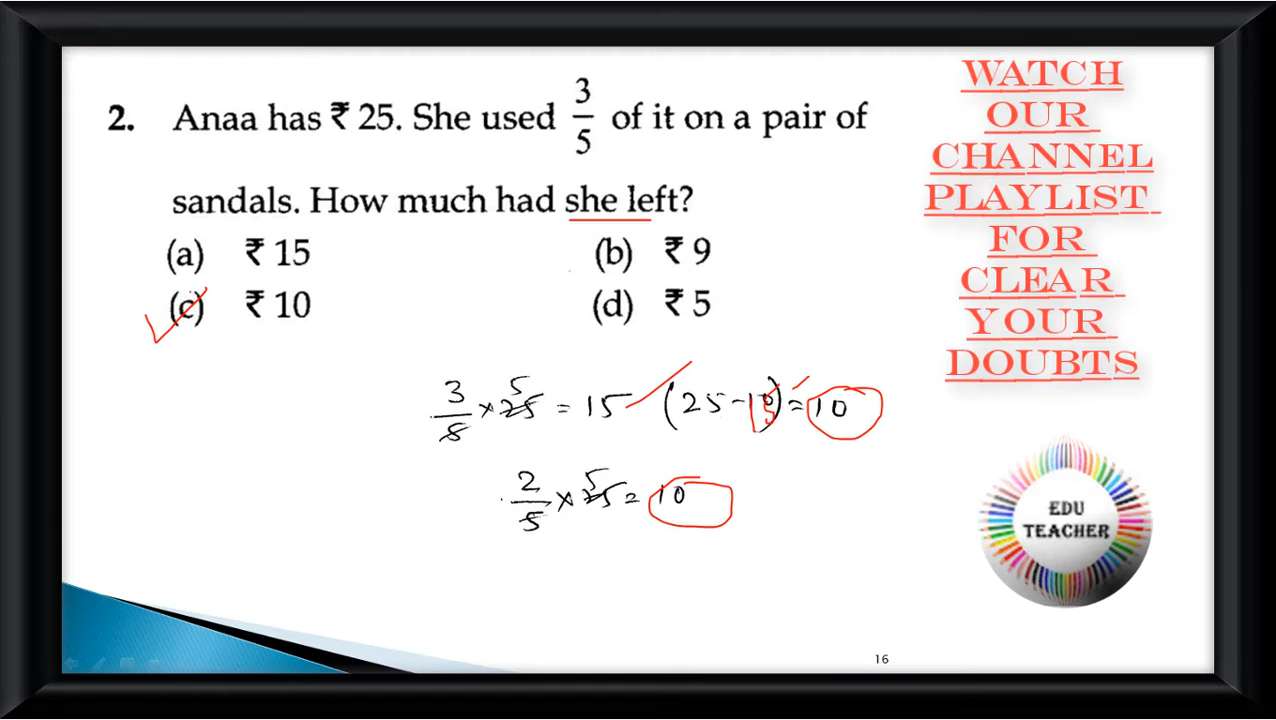 2. Anaa has ₹ 25. She used 3/5 of it on a pair of
sandals. How much had she left?
(a) ₹ 15 (b) ₹ 9
(c) ₹ 10 (d) ₹ 5
3/5 × 25 5 = 15 (25 - 15) = 10
2/5 × 25 5 = 10
WATCH
OUR
CHANNEL
PLAYLIST
FOR
CLEAR
YOUR
DOUBTS
EDU
TEACHER
16